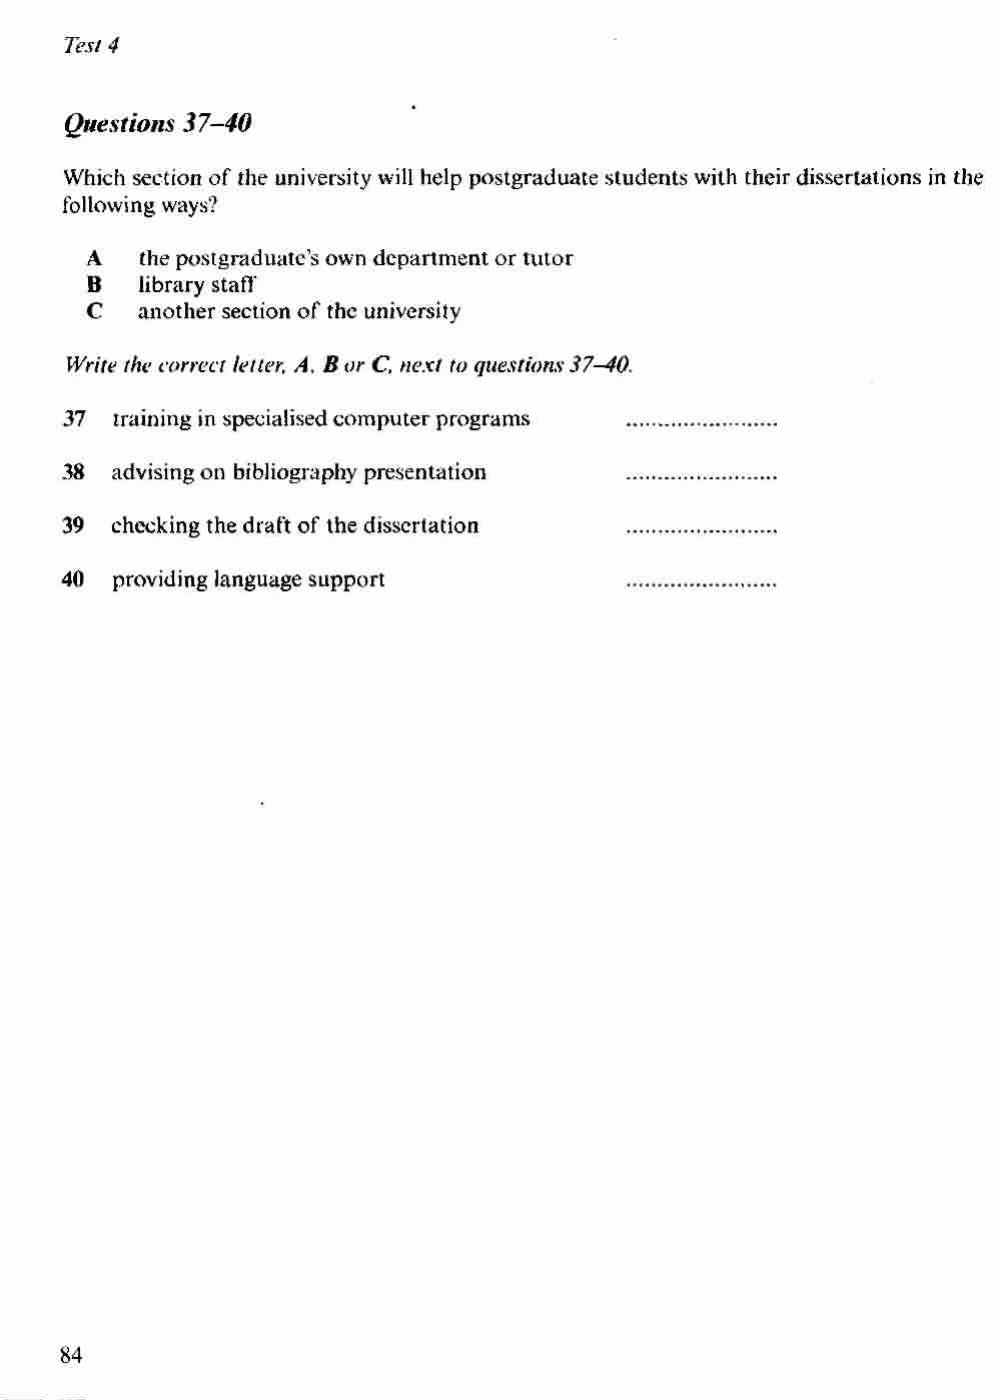 Test 4
Questions 37–40
Which section of the university will help postgraduate students with their dissertations in the
following ways?
A the postgraduate's own department or tutor
B library staff
C another section of the university
Write the correct letter, A, B or C, next to questions 37–40.
37 training in specialised computer programs ........................
38 advising on bibliography presentation ........................
39 checking the draft of the dissertation ........................
40 providing language support ........................
84